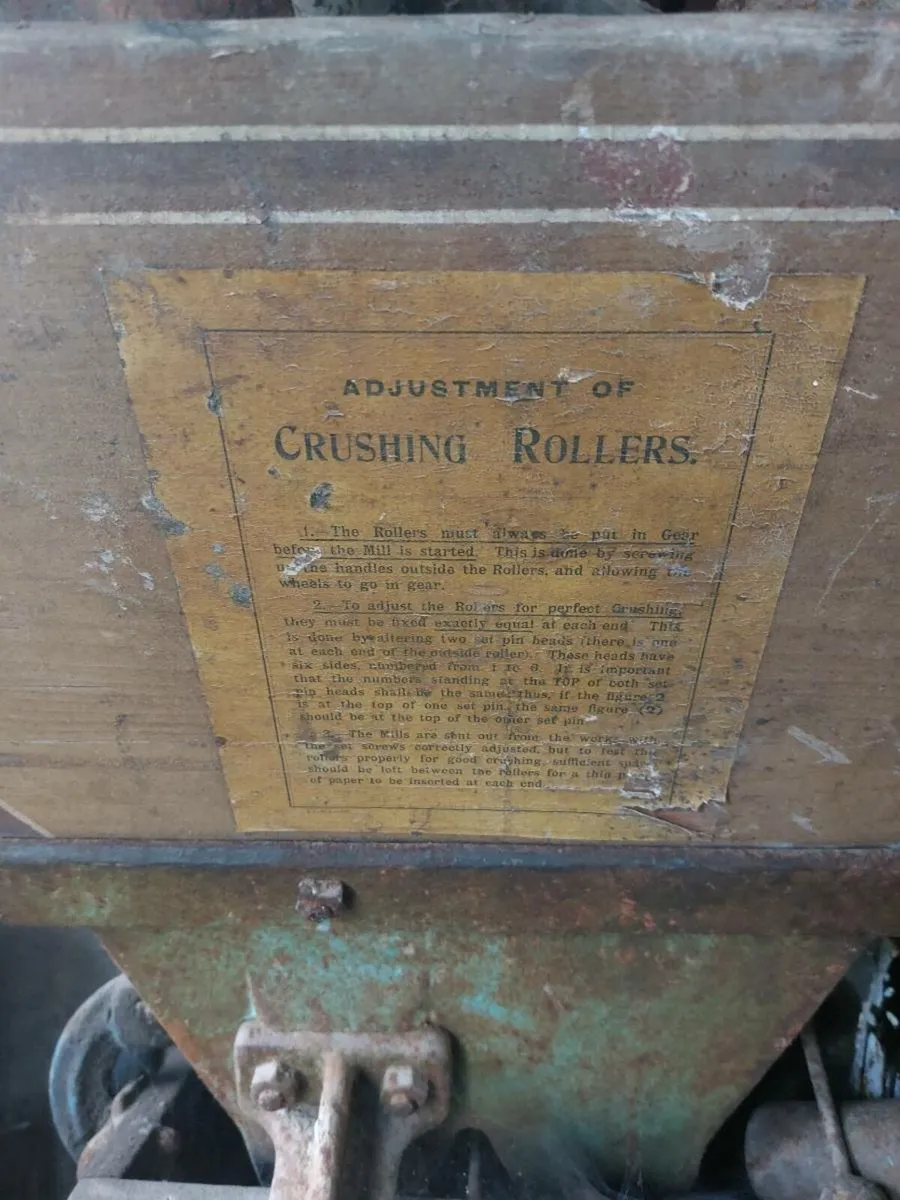 ADJUSTMENT OF
CRUSHING ROLLERS.
1.—The Rollers must always be put in Gear
before the Mill is started. This is done by screwing
up the handles outside the Rollers, and allowing the
wheels to go in gear.
2.—To adjust the Rollers for perfect Crushing,
they must be fixed exactly equal at each end. This
is done by altering two set pin heads (there is one
at each end of the outside roller). These heads have
six sides, numbered from 1 to 6. It is important
that the numbers standing at the TOP of both set
pin heads shall be the same; thus, if the figure 2
is at the top of one set pin, the same figure (2)
should be at the top of the other set pin.
3. The Mills are sent out from the works with
the set screws correctly adjusted, but to test the
rollers properly for good crushing, sufficient
should be left between the rollers for a thin
of paper to be inserted at each end.